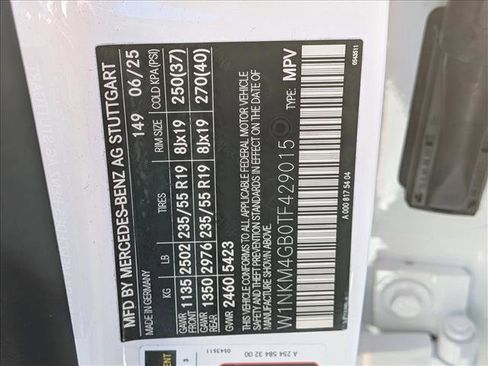 MFD BY MERCEDES-BENZ AG STUTTGART
MADE IN GERMANY 149 06/25
KG LB TIRES RIM SIZE COLD KPA(PSI)
GAWR FRONT 1135 2502 235/55 R19 8Jx19 250(37)
GAWR REAR 1350 2976 235/55 R19 8Jx19 270(40)
GVWR 2460 5423
THIS VEHICLE CONFORMS TO ALL APPLICABLE FEDERAL MOTOR VEHICLE
SAFETY AND THEFT PREVENTION STANDARDS IN EFFECT ON THE DATE OF
MANUFACTURE SHOWN ABOVE.
W1NKM4GB0TF429015 TYPE: MPV
A 000 817 54 04
0543511
A 254 584 32 00
0543511
3